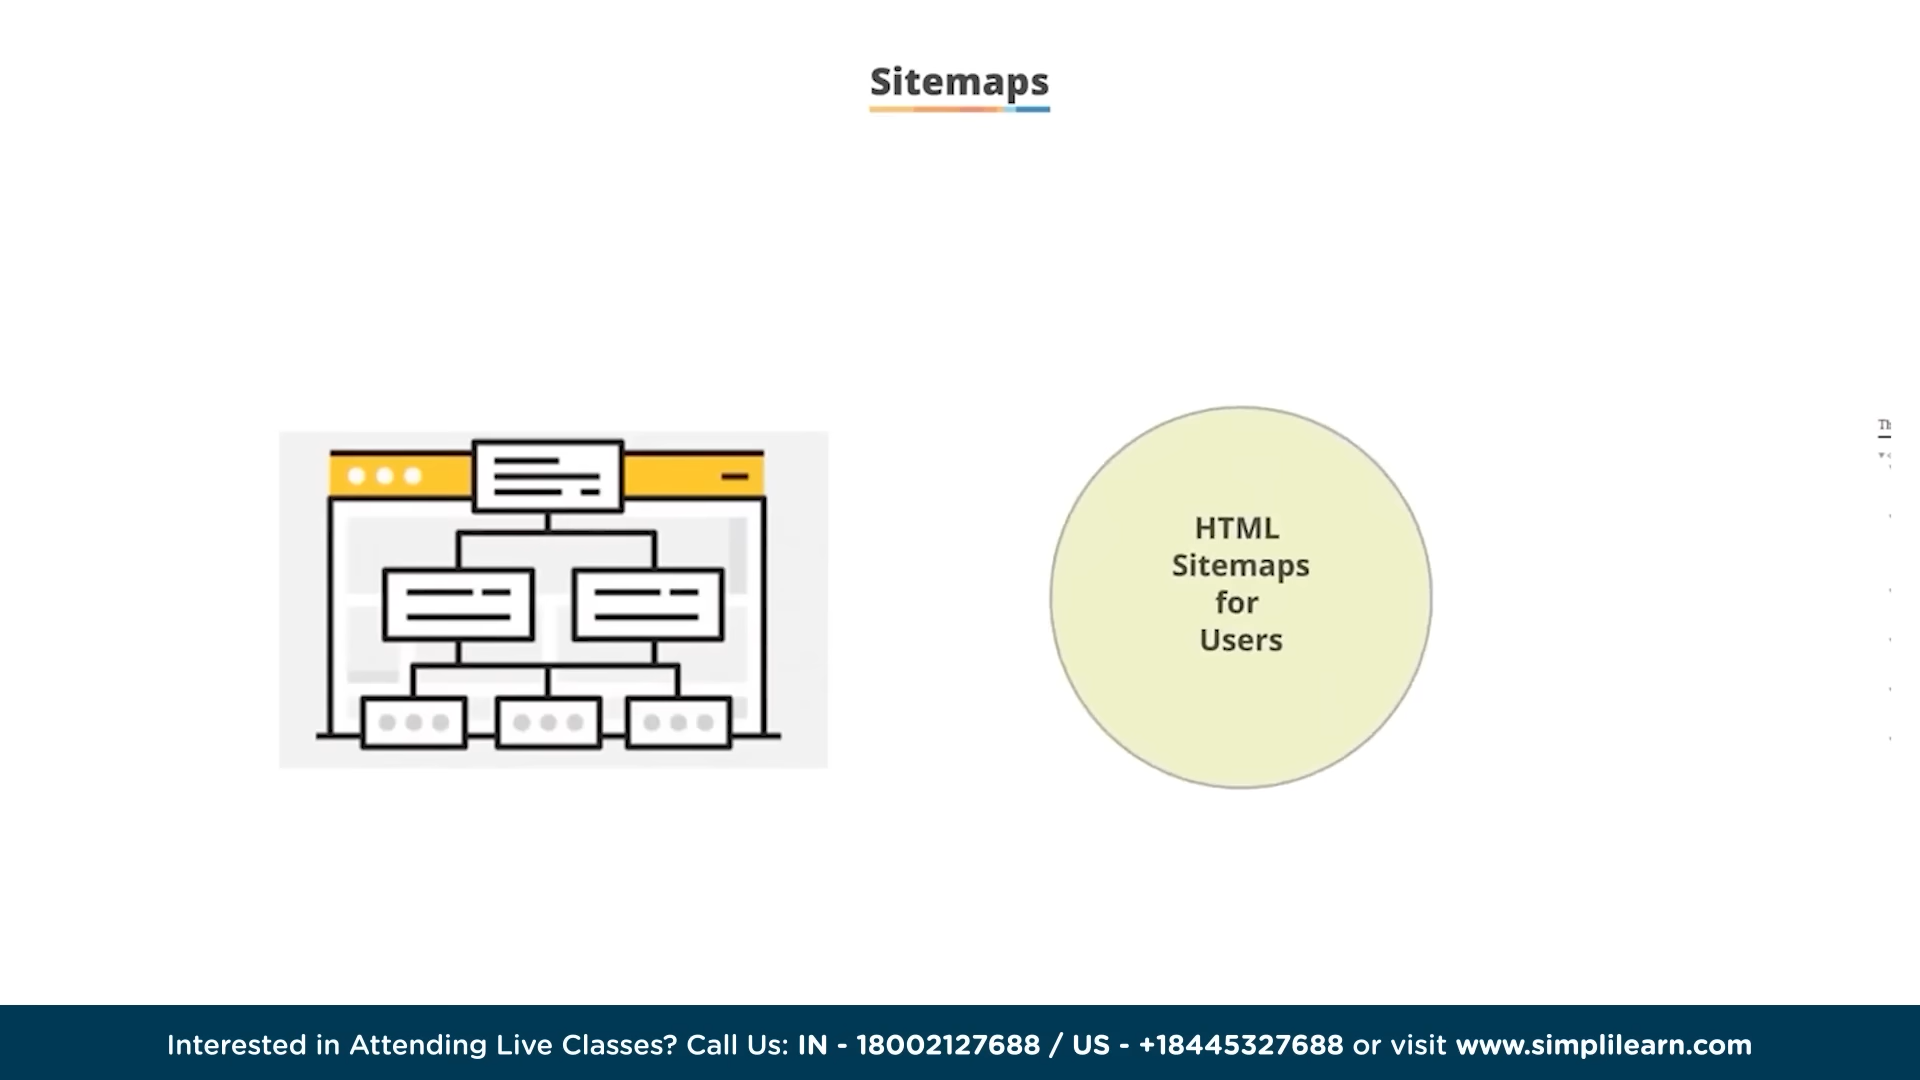 Sitemaps
HTML
Sitemaps
for
Users
Th
Interested in Attending Live Classes? Call Us: IN - 18002127688 / US - +18445327688 or visit www.simplilearn.com